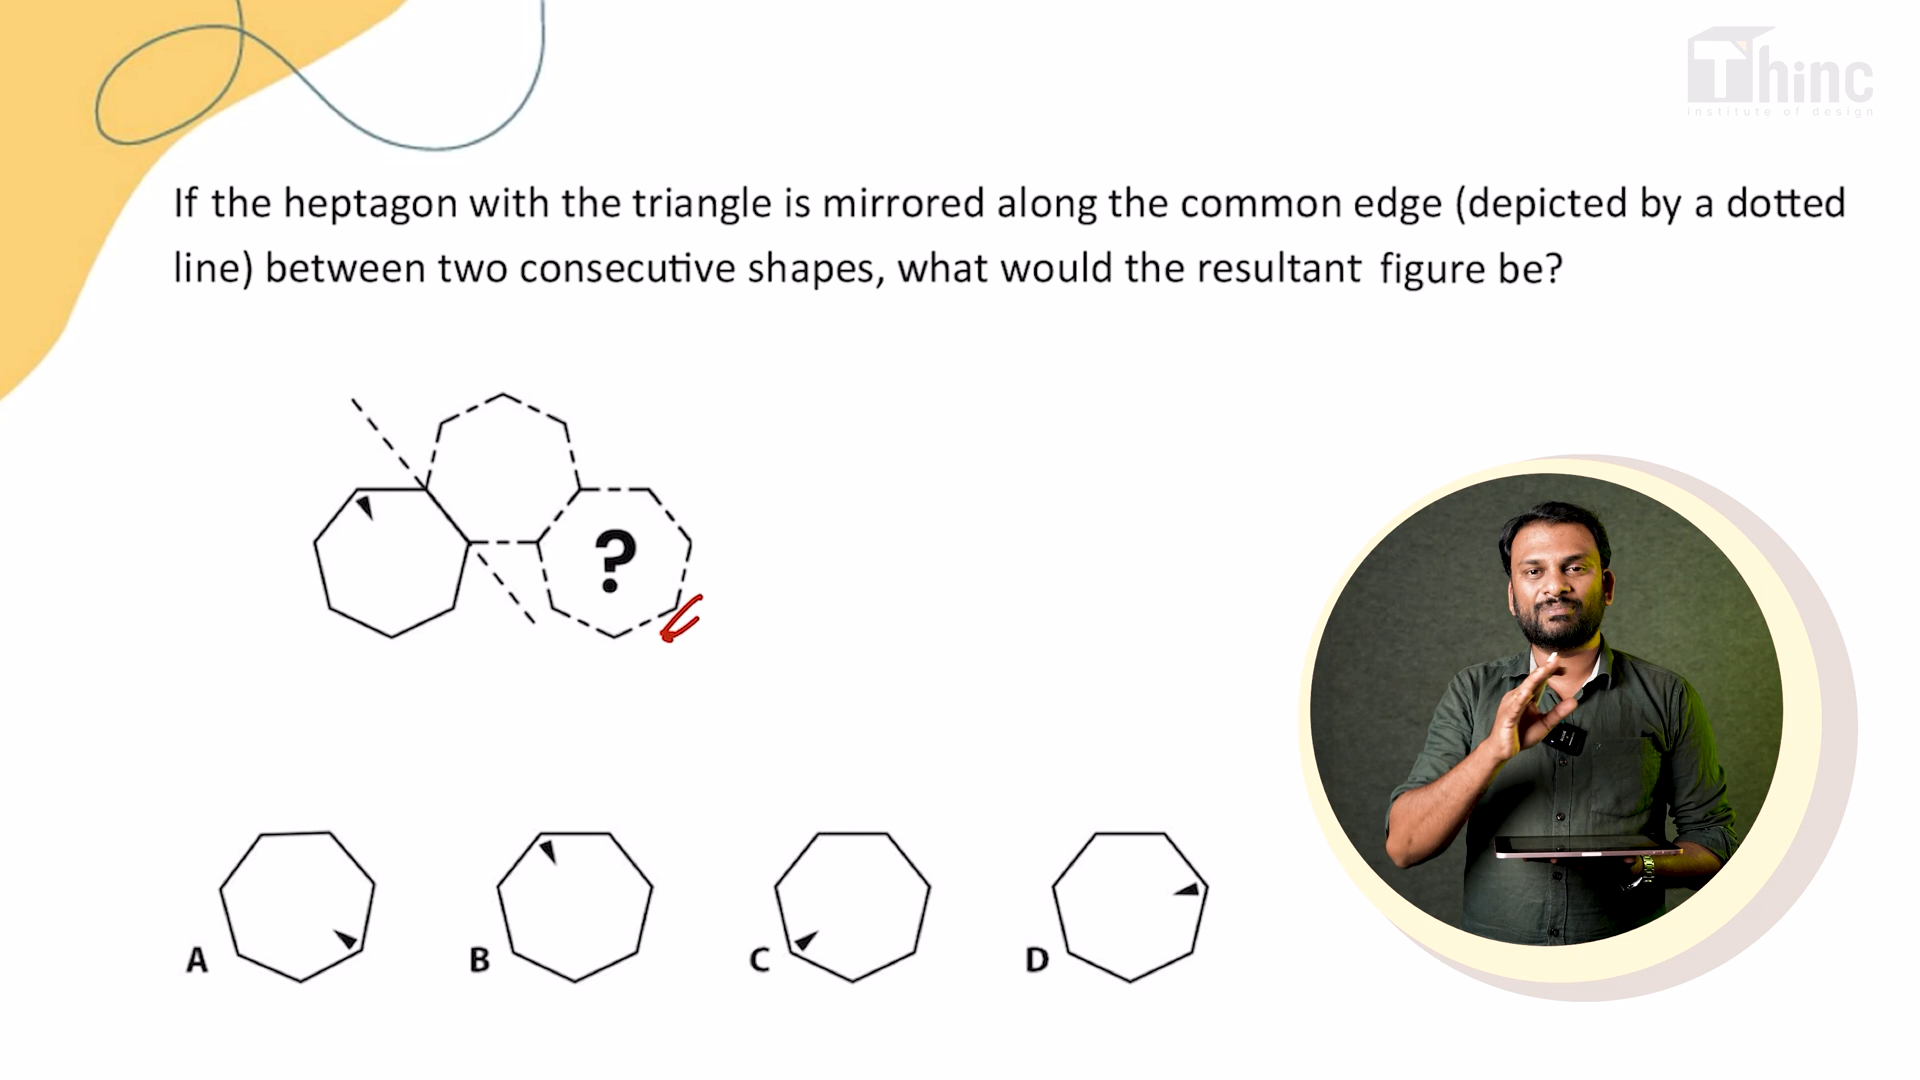 Thinc
institute of design
If the heptagon with the triangle is mirrored along the common edge (depicted by a dotted
line) between two consecutive shapes, what would the resultant figure be?
?
A B C D